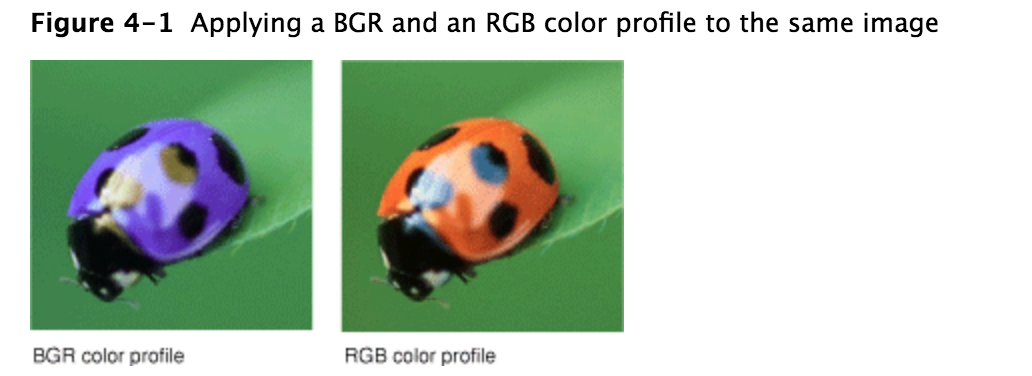 Figure 4–1 Applying a BGR and an RGB color profile to the same image
BGR color profile
RGB color profile